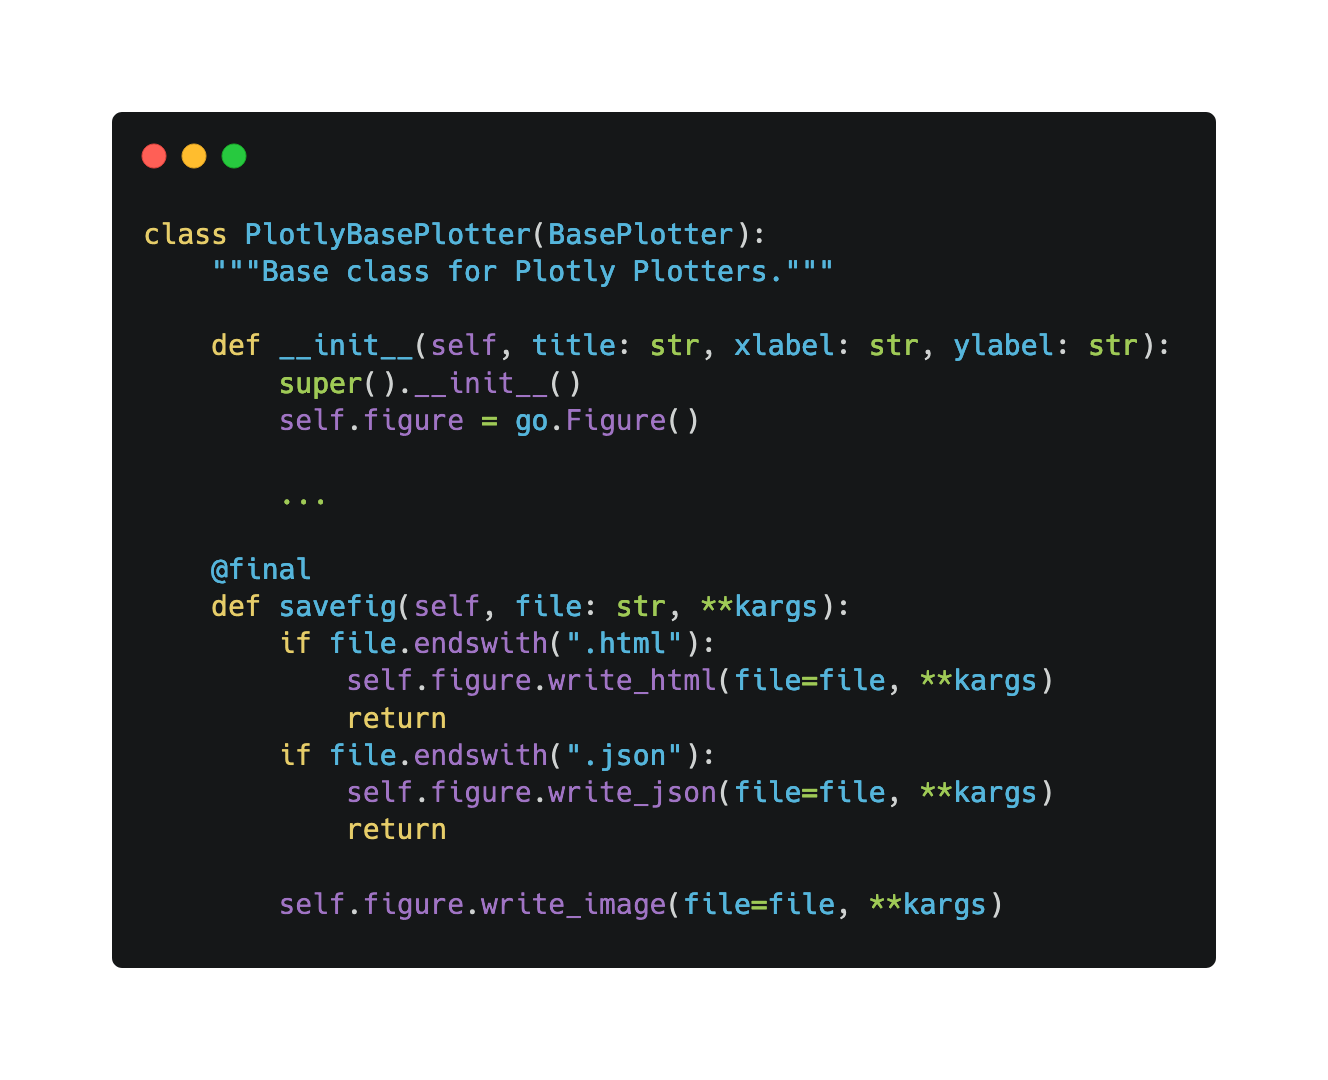 class PlotlyBasePlotter(BasePlotter):
    """Base class for Plotly Plotters."""
    def __init__(self, title: str, xlabel: str, ylabel: str):
        super().__init__()
        self.figure = go.Figure()
        ...
    @final
    def savefig(self, file: str, **kargs):
        if file.endswith(".html"):
            self.figure.write_html(file=file, **kargs)
            return
        if file.endswith(".json"):
            self.figure.write_json(file=file, **kargs)
            return
        self.figure.write_image(file=file, **kargs)